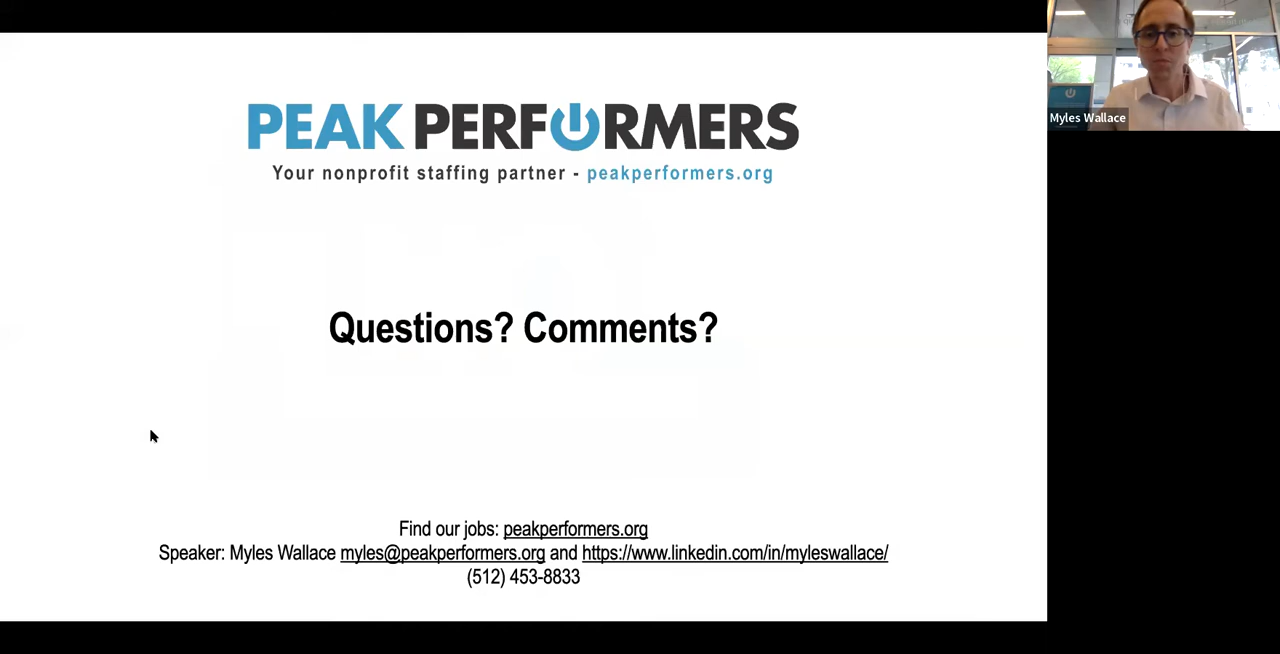 PEAK PERFORMERS
Your nonprofit staffing partner - peakperformers.org
Myles Wallace
Questions? Comments?
Find our jobs: peakperformers.org
Speaker: Myles Wallace myles@peakperformers.org and https://www.linkedin.com/in/myleswallace/
(512) 453-8833